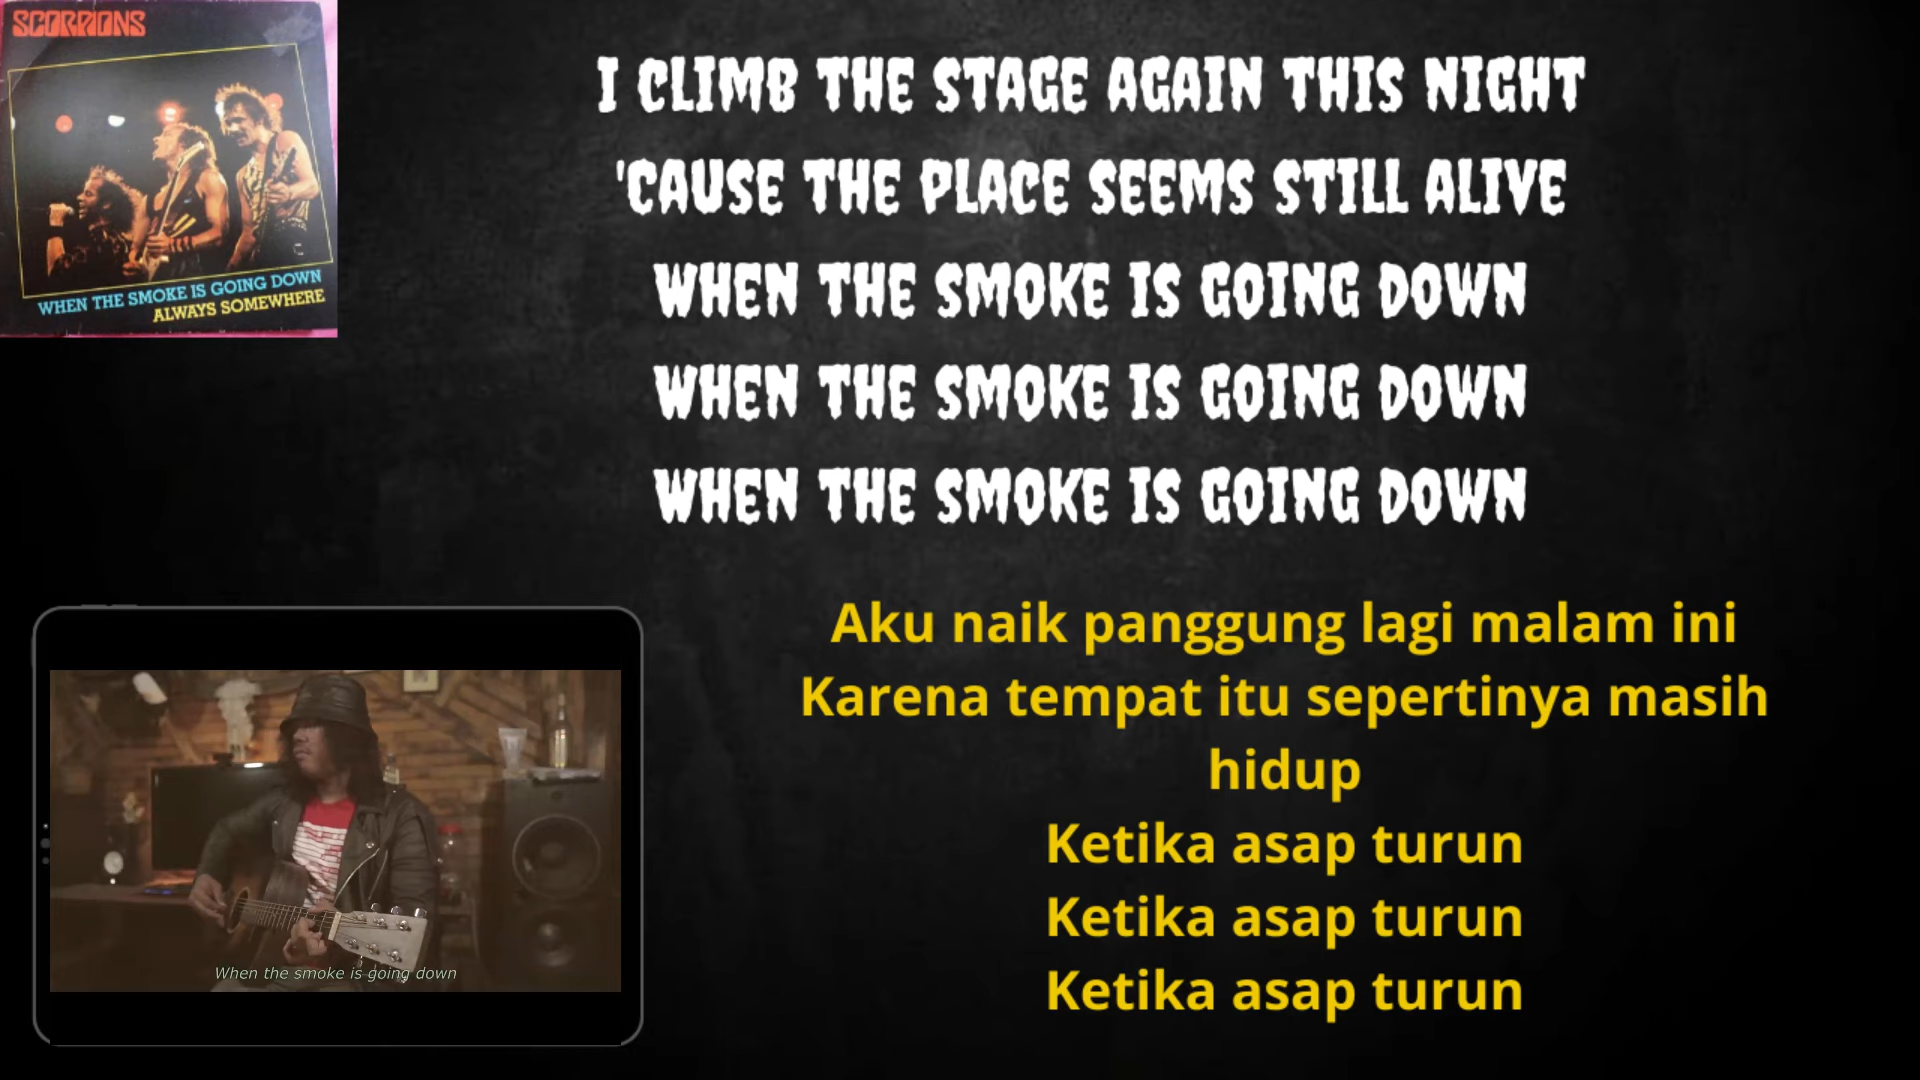 SCORPIONS
WHEN THE SMOKE IS GOING DOWN
ALWAYS SOMEWHERE
I CLIMB THE STAGE AGAIN THIS NIGHT
'CAUSE THE PLACE SEEMS STILL ALIVE
WHEN THE SMOKE IS GOING DOWN
WHEN THE SMOKE IS GOING DOWN
WHEN THE SMOKE IS GOING DOWN
Aku naik panggung lagi malam ini
Karena tempat itu sepertinya masih
hidup
Ketika asap turun
Ketika asap turun
Ketika asap turun
When the smoke is going down